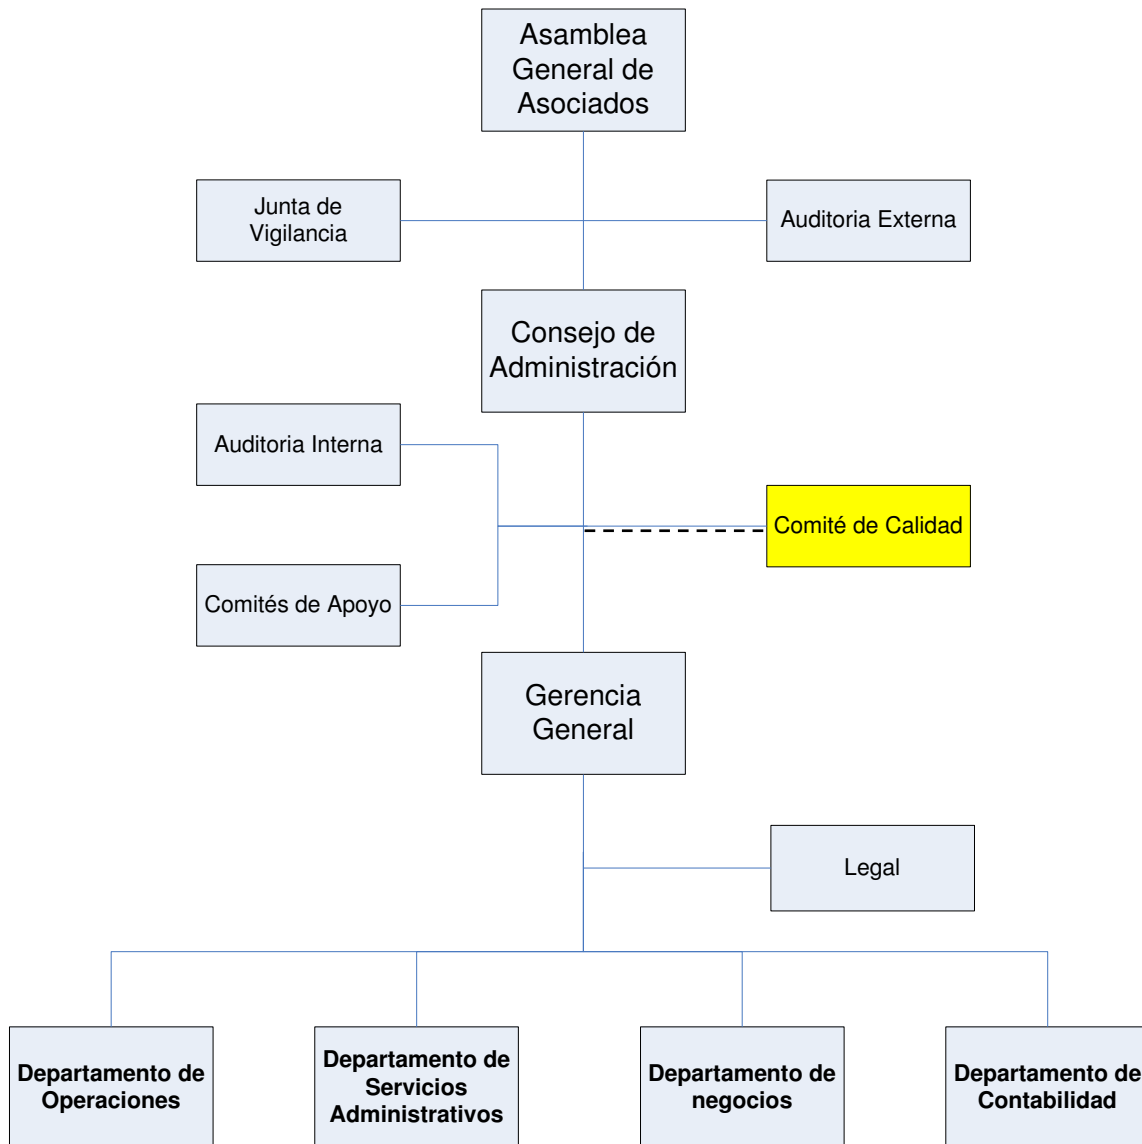 Asamblea
General de
Asociados
Junta de
Vigilancia
Auditoria Externa
Consejo de
Administración
Auditoria Interna
Comité de Calidad
Comités de Apoyo
Gerencia
General
Legal
Departamento de
Operaciones
Departamento de
Servicios
Administrativos
Departamento de
negocios
Departamento de
Contabilidad